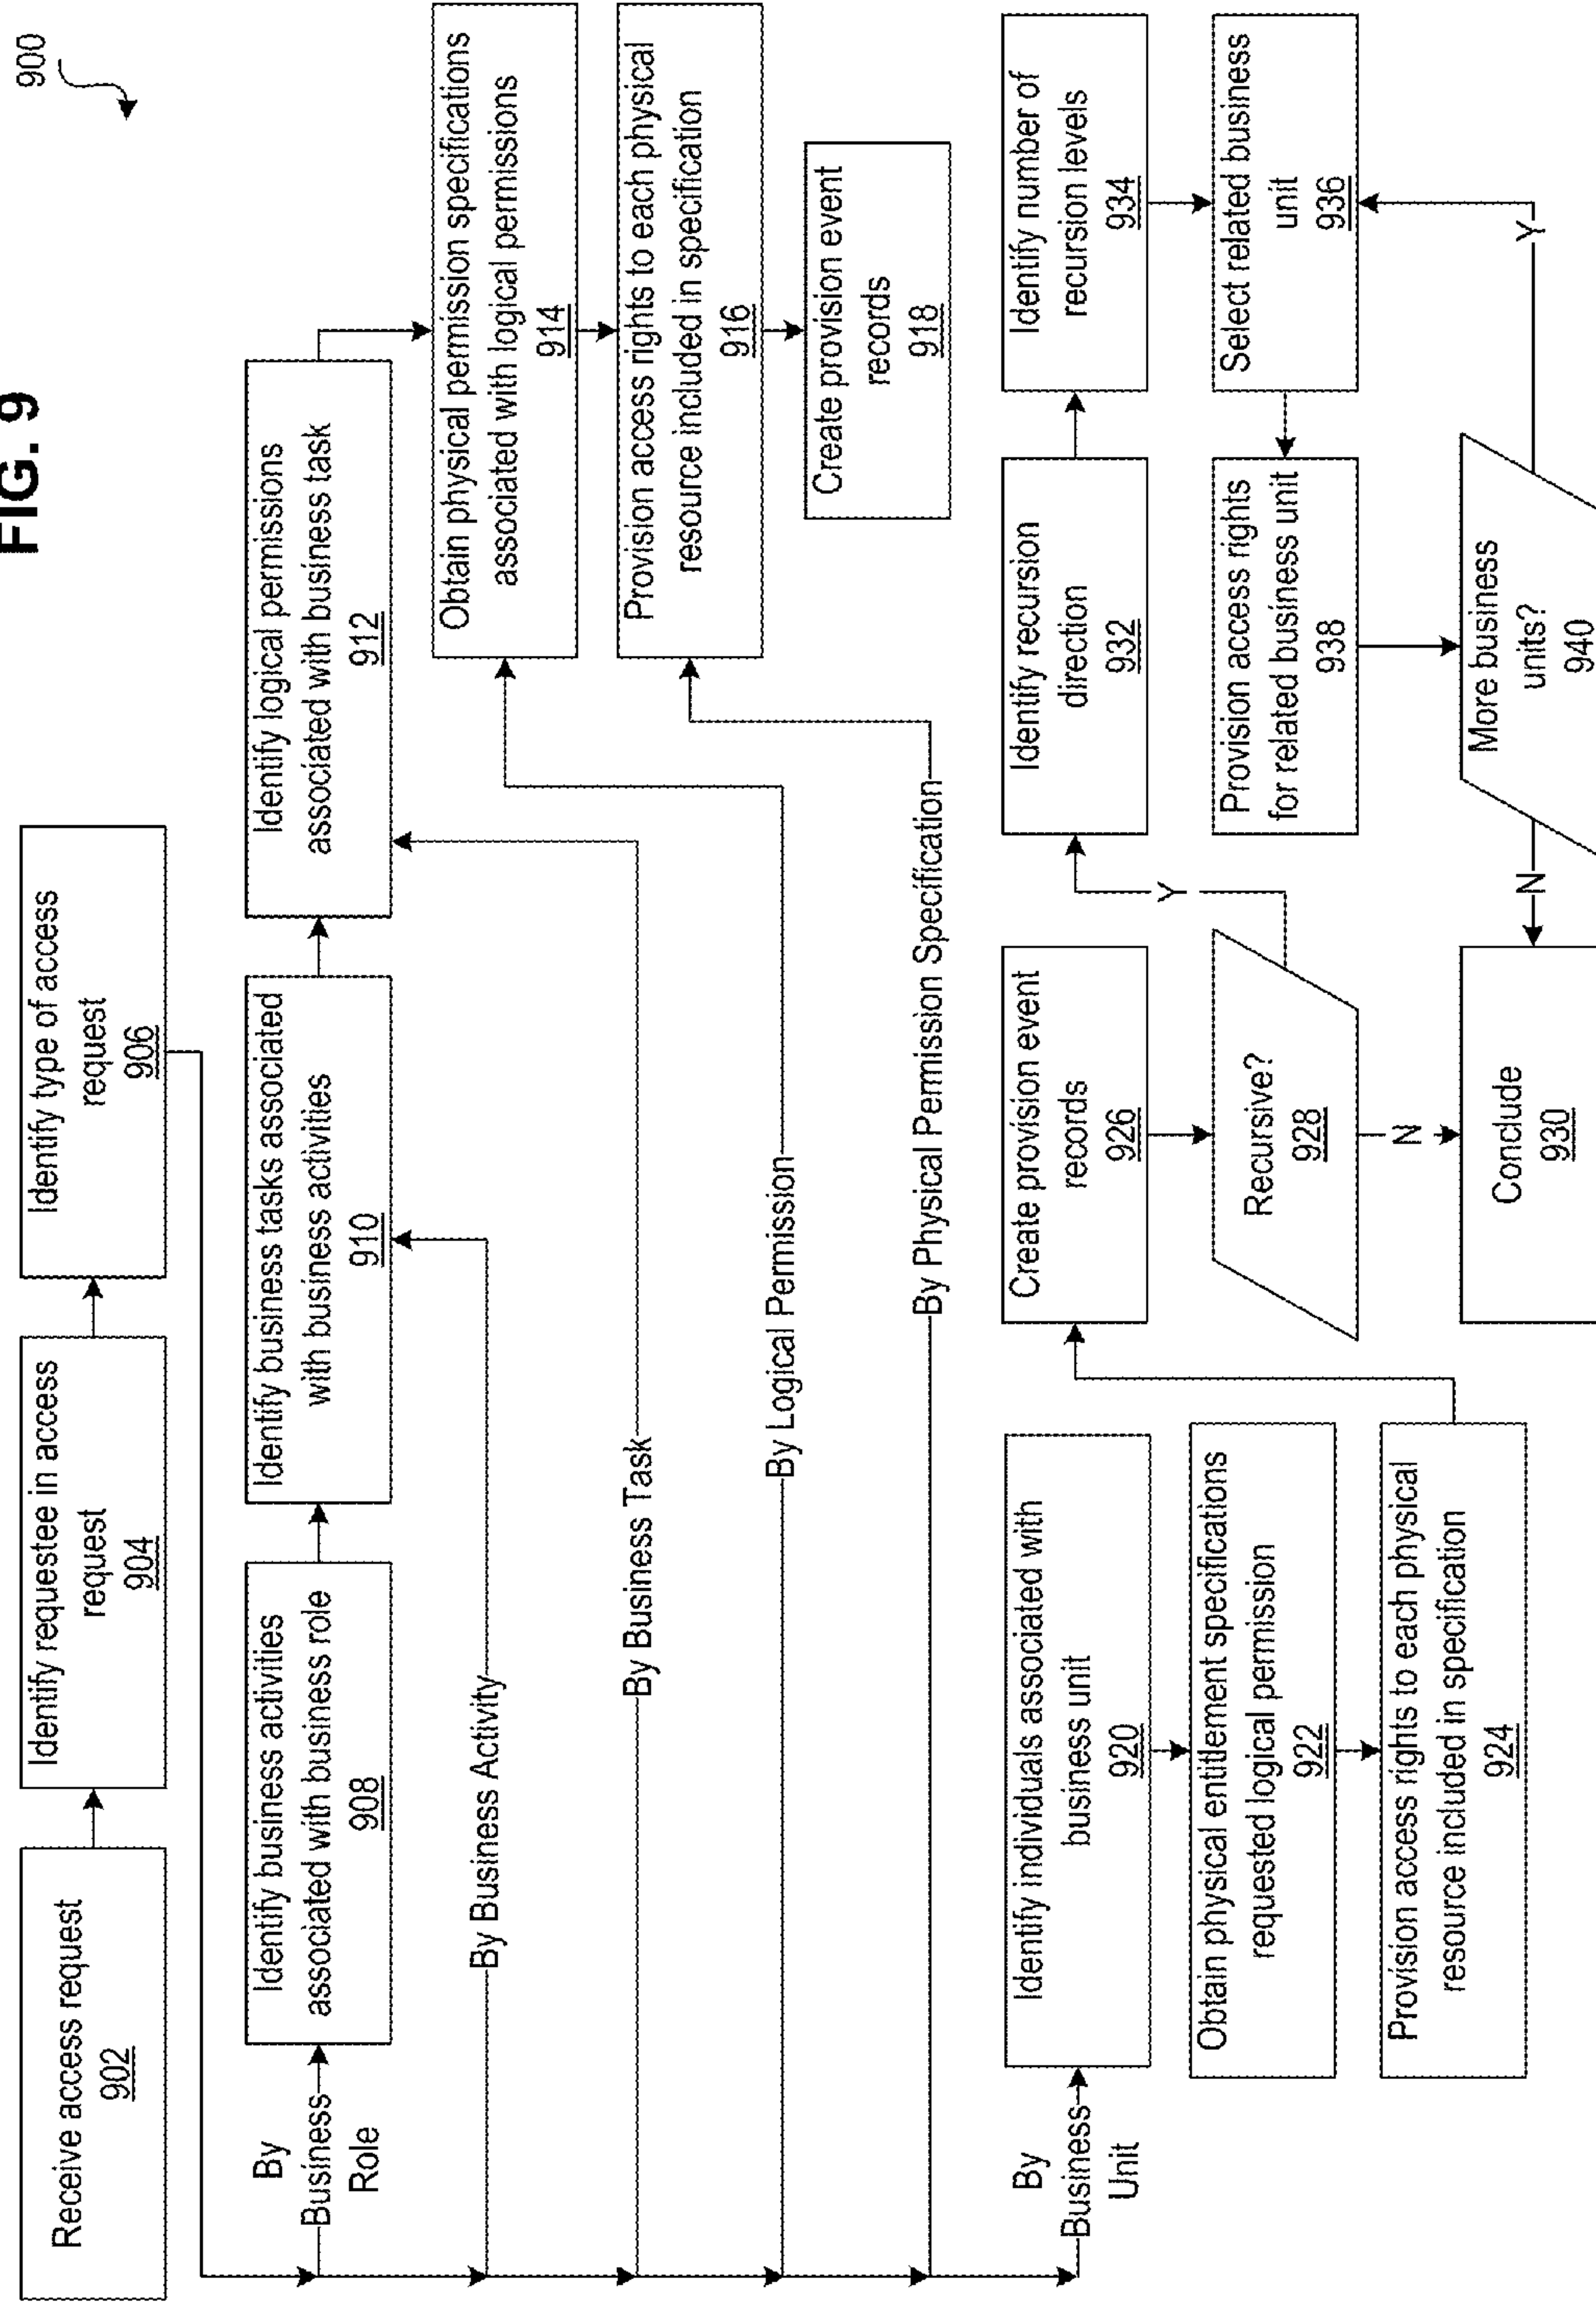 FIG. 9
900
Receive access request
902
Identify requestee in access
request
904
Identify type of access
request
906
By
Business
Role
Identify business activities
associated with business role
908
Identify business tasks associated
with business activities
910
Identify logical permissions
associated with business task
912
By Business Activity
Obtain physical permission specifications
associated with logical permissions
914
By Business Task
Provision access rights to each physical
resource included in specification
916
By Logical Permission
Create provision event
records
918
By Physical Permission Specification
By
Business
Unit
Identify individuals associated with
business unit
920
Obtain physical entitlement specifications
requested logical permission
922
Provision access rights to each physical
resource included in specification
924
Create provision event
records
926
Recursive?
928
Y
N
Conclude
930
Identify recursion
direction
932
Identify number of
recursion levels
934
Select related business
unit
936
Provision access rights
for related business unit
938
More business
units?
940
N
Y